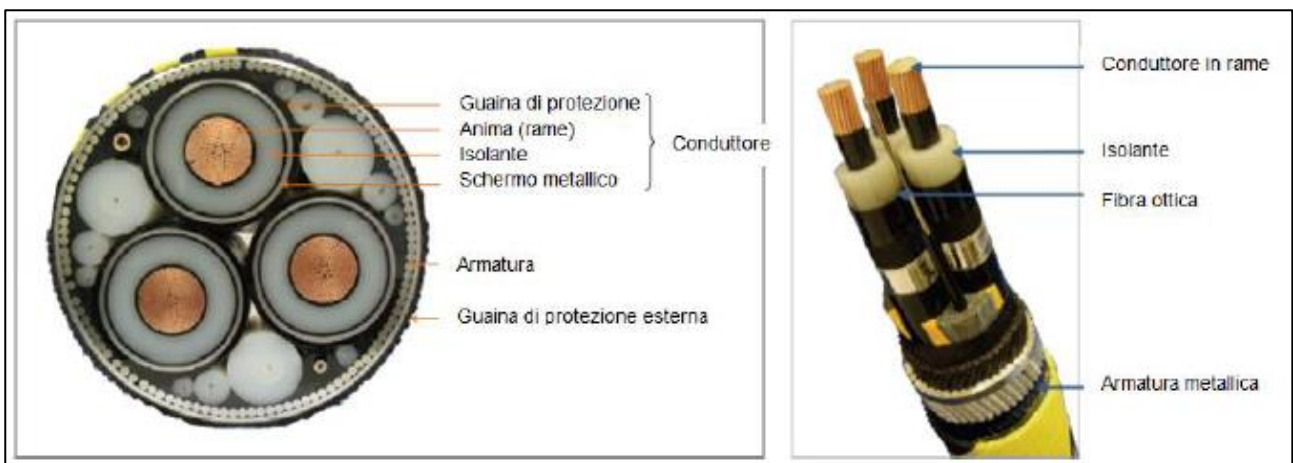 Guaina di protezione
Anima (rame)
Isolante
Schermo metallico
Conduttore
Armatura
Guaina di protezione esterna
Conduttore in rame
Isolante
Fibra ottica
Armatura metallica